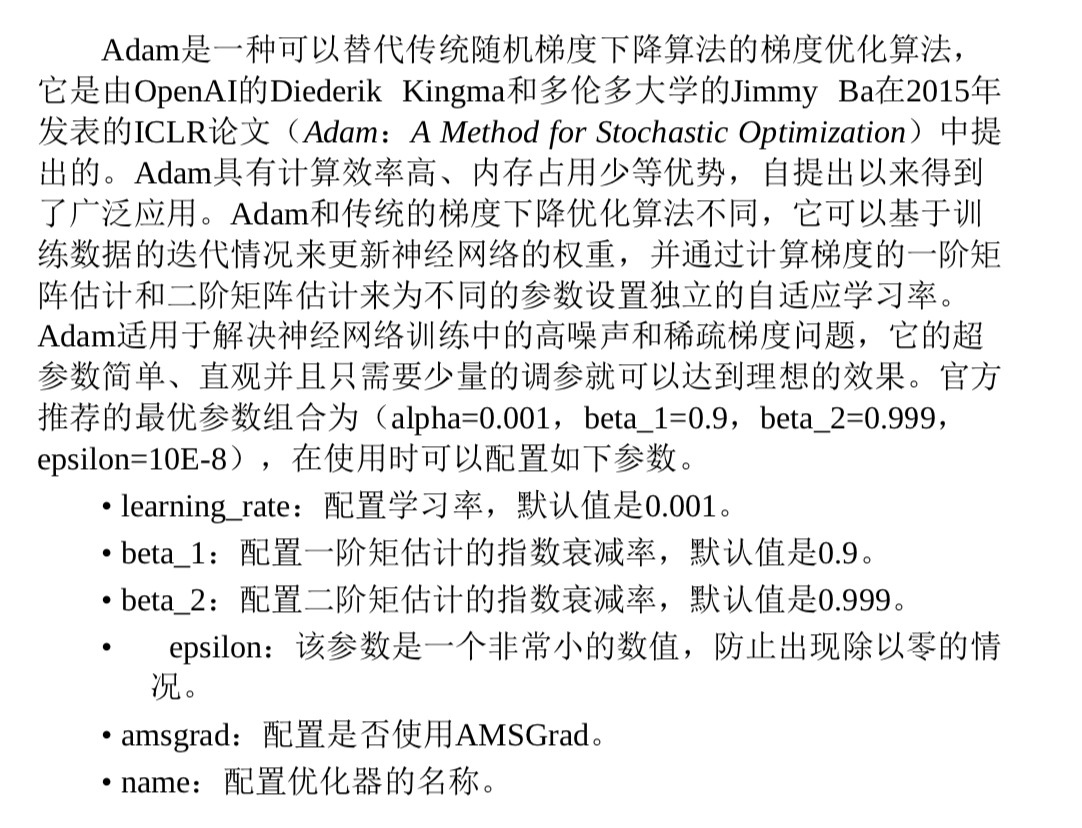 Adam是一种可以替代传统随机梯度下降算法的梯度优化算法，
它是由OpenAI的Diederik Kingma和多伦多大学的Jimmy Ba在2015年
发表的ICLR论文（Adam：A Method for Stochastic Optimization）中提
出的。Adam具有计算效率高、内存占用少等优势，自提出以来得到
了广泛应用。Adam和传统的梯度下降优化算法不同，它可以基于训
练数据的迭代情况来更新神经网络的权重，并通过计算梯度的一阶矩
阵估计和二阶矩阵估计来为不同的参数设置独立的自适应学习率。
Adam适用于解决神经网络训练中的高噪声和稀疏梯度问题，它的超
参数简单、直观并且只需要少量的调参就可以达到理想的效果。官方
推荐的最优参数组合为（alpha=0.001，beta_1=0.9，beta_2=0.999，
epsilon=10E-8），在使用时可以配置如下参数。
• learning_rate：配置学习率，默认值是0.001。
• beta_1：配置一阶矩估计的指数衰减率，默认值是0.9。
• beta_2：配置二阶矩估计的指数衰减率，默认值是0.999。
• epsilon：该参数是一个非常小的数值，防止出现除以零的情
况。
• amsgrad：配置是否使用AMSGrad。
• name：配置优化器的名称。